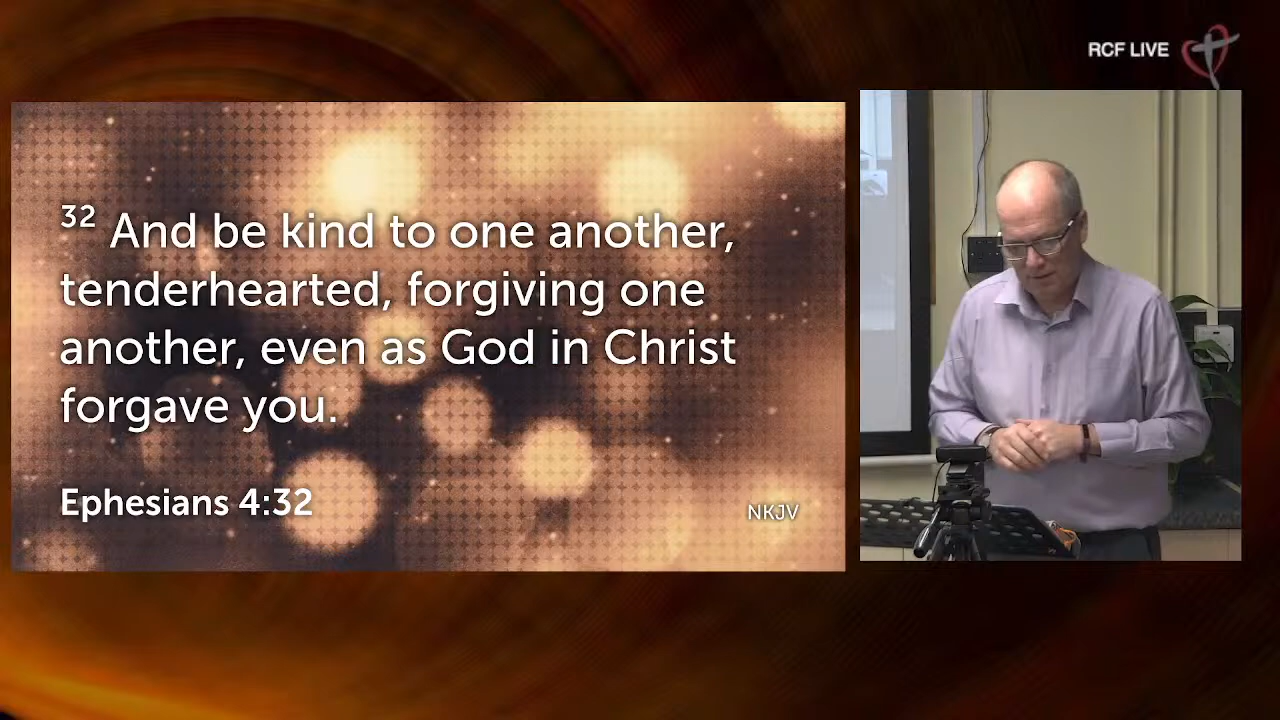 RCF LIVE
32 And be kind to one another,
tenderhearted, forgiving one
another, even as God in Christ
forgave you.
Ephesians 4:32
NKJV